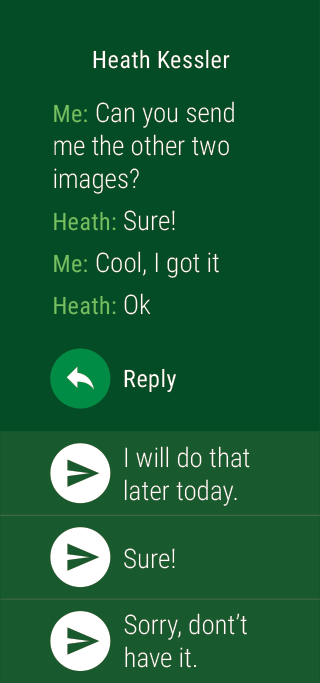 Heath Kessler
Me: Can you send
me the other two
images?
Heath: Sure!
Me: Cool, I got it
Heath: Ok
Reply
I will do that
later today.
Sure!
Sorry, dont’t
have it.